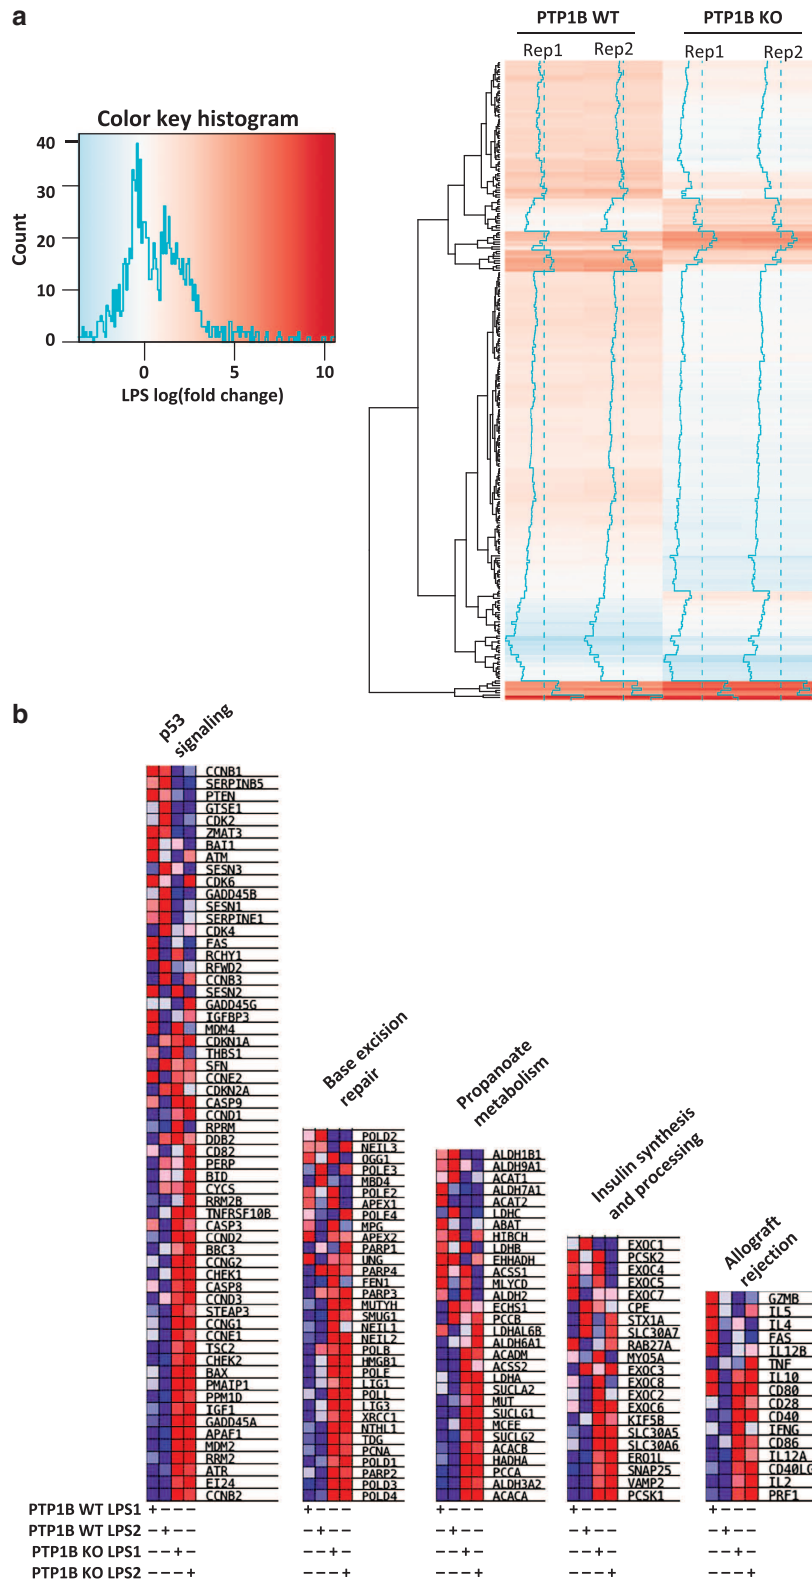 a
PTP1B WT
PTP1B KO
Rep1
Rep2
Rep1
Rep2
Color key histogram
40
30
20
10
0
Count
0
5
10
LPS log(fold change)
b
p53
signaling
CCNB1
SERPINB5
PTEN
GTSE1
CDK2
ZMAT3
BAI1
ATM
SESN3
CDK6
GADD45B
SESN1
SERPINE1
CDK4
FAS
RCHY1
RFWD2
CCNB3
SESN2
GADD45G
IGFBP3
MDM4
CDKN1A
THBS1
SFN
CCNE2
CDKN2A
CASP9
CCND1
RPRM
DDB2
CD82
PERP
BID
CYCS
RRM2B
TNFRSF10B
CASP3
CCND2
BBC3
CCNG2
CHEK1
CASP8
CCND3
STEAP3
CCNG1
CCNE1
TSC2
CHEK2
BAX
PMAIP1
PPM1D
IGF1
GADD45A
APAF1
MDM2
RRM2
ATR
EI24
CCNB2
Base excision
repair
POLD2
NEIL3
OGG1
POLE3
MBD4
POLE2
APEX1
POLE4
MPG
APEX2
PARP1
UNG
PARP4
FEN1
PARP3
MUTYH
SMUG1
NEIL1
NEIL2
POLB
HMGB1
POLE
LIG1
POLL
LIG3
XRCC1
NTHL1
TDG
PCNA
POLD1
PARP2
POLD3
POLD4
Propanoate
metabolism
ALDH1B1
ALDH9A1
ACAT1
ALDH7A1
ACAT2
LDHC
ABAT
HIBCH
LDHB
EHHADH
ACSS1
MLYCD
ALDH2
ECHS1
PCCB
LDHAL6B
ALDH6A1
ACADM
ACSS2
LDHA
SUCLA2
MUT
SUCLG1
MCEE
SUCLG2
ACACB
HADHA
PCCA
ALDH3A2
ACACA
Insulin synthesis
and processing
EXOC1
PCSK2
EXOC4
EXOC5
EXOC7
CPE
STX1A
SLC30A7
RAB27A
MYO5A
EXOC3
EXOC8
EXOC2
EXOC6
KIF5B
SLC30A5
SLC30A6
ERO1L
SNAP25
VAMP2
PCSK1
Allograft
rejection
GZMB
IL5
IL4
FAS
IL12B
TNF
IL10
CD80
CD28
CD40
IFNG
CD86
IL12A
CD40LG
IL2
PRF1
PTP1B WT LPS1 + – – – + – – – + – – – + – – – + – – –
PTP1B WT LPS2 – + – – – + – – – + – – – + – – – + – –
PTP1B KO LPS1 – – + – – – + – – – + – – – + – – – + –
PTP1B KO LPS2 – – – + – – – + – – – + – – – + – – – +